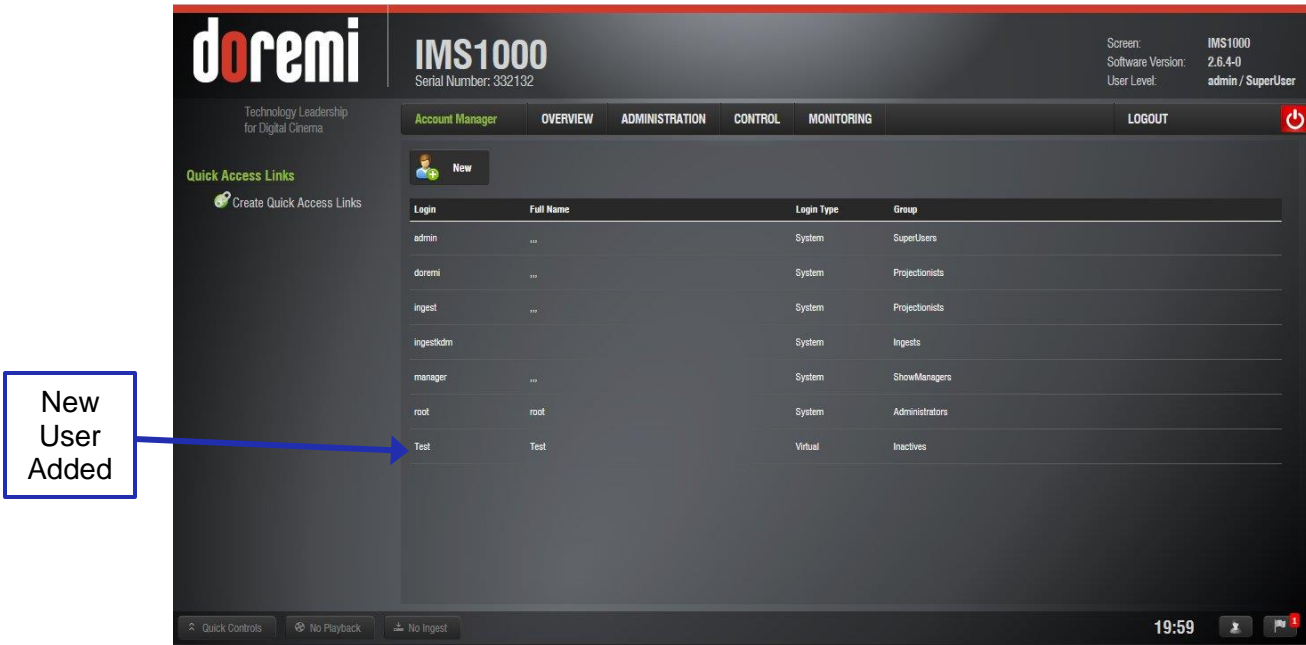 doremi
IMS1000
Serial Number: 332132
Screen: IMS1000
Software Version: 2.6.4-0
User Level: admin / SuperUser
Technology Leadership
for Digital Cinema
Account Manager OVERVIEW ADMINISTRATION CONTROL MONITORING LOGOUT
Quick Access Links
Create Quick Access Links
New
Login Full Name Login Type Group
admin ,,, System SuperUsers
doremi ,,, System Projectionists
ingest ,,, System Projectionists
ingestkdm System Ingests
manager ,,, System ShowManagers
root root System Administrators
Test Test Virtual Inactives
New
User
Added
Quick Controls No Playback No Ingest 19:59 1